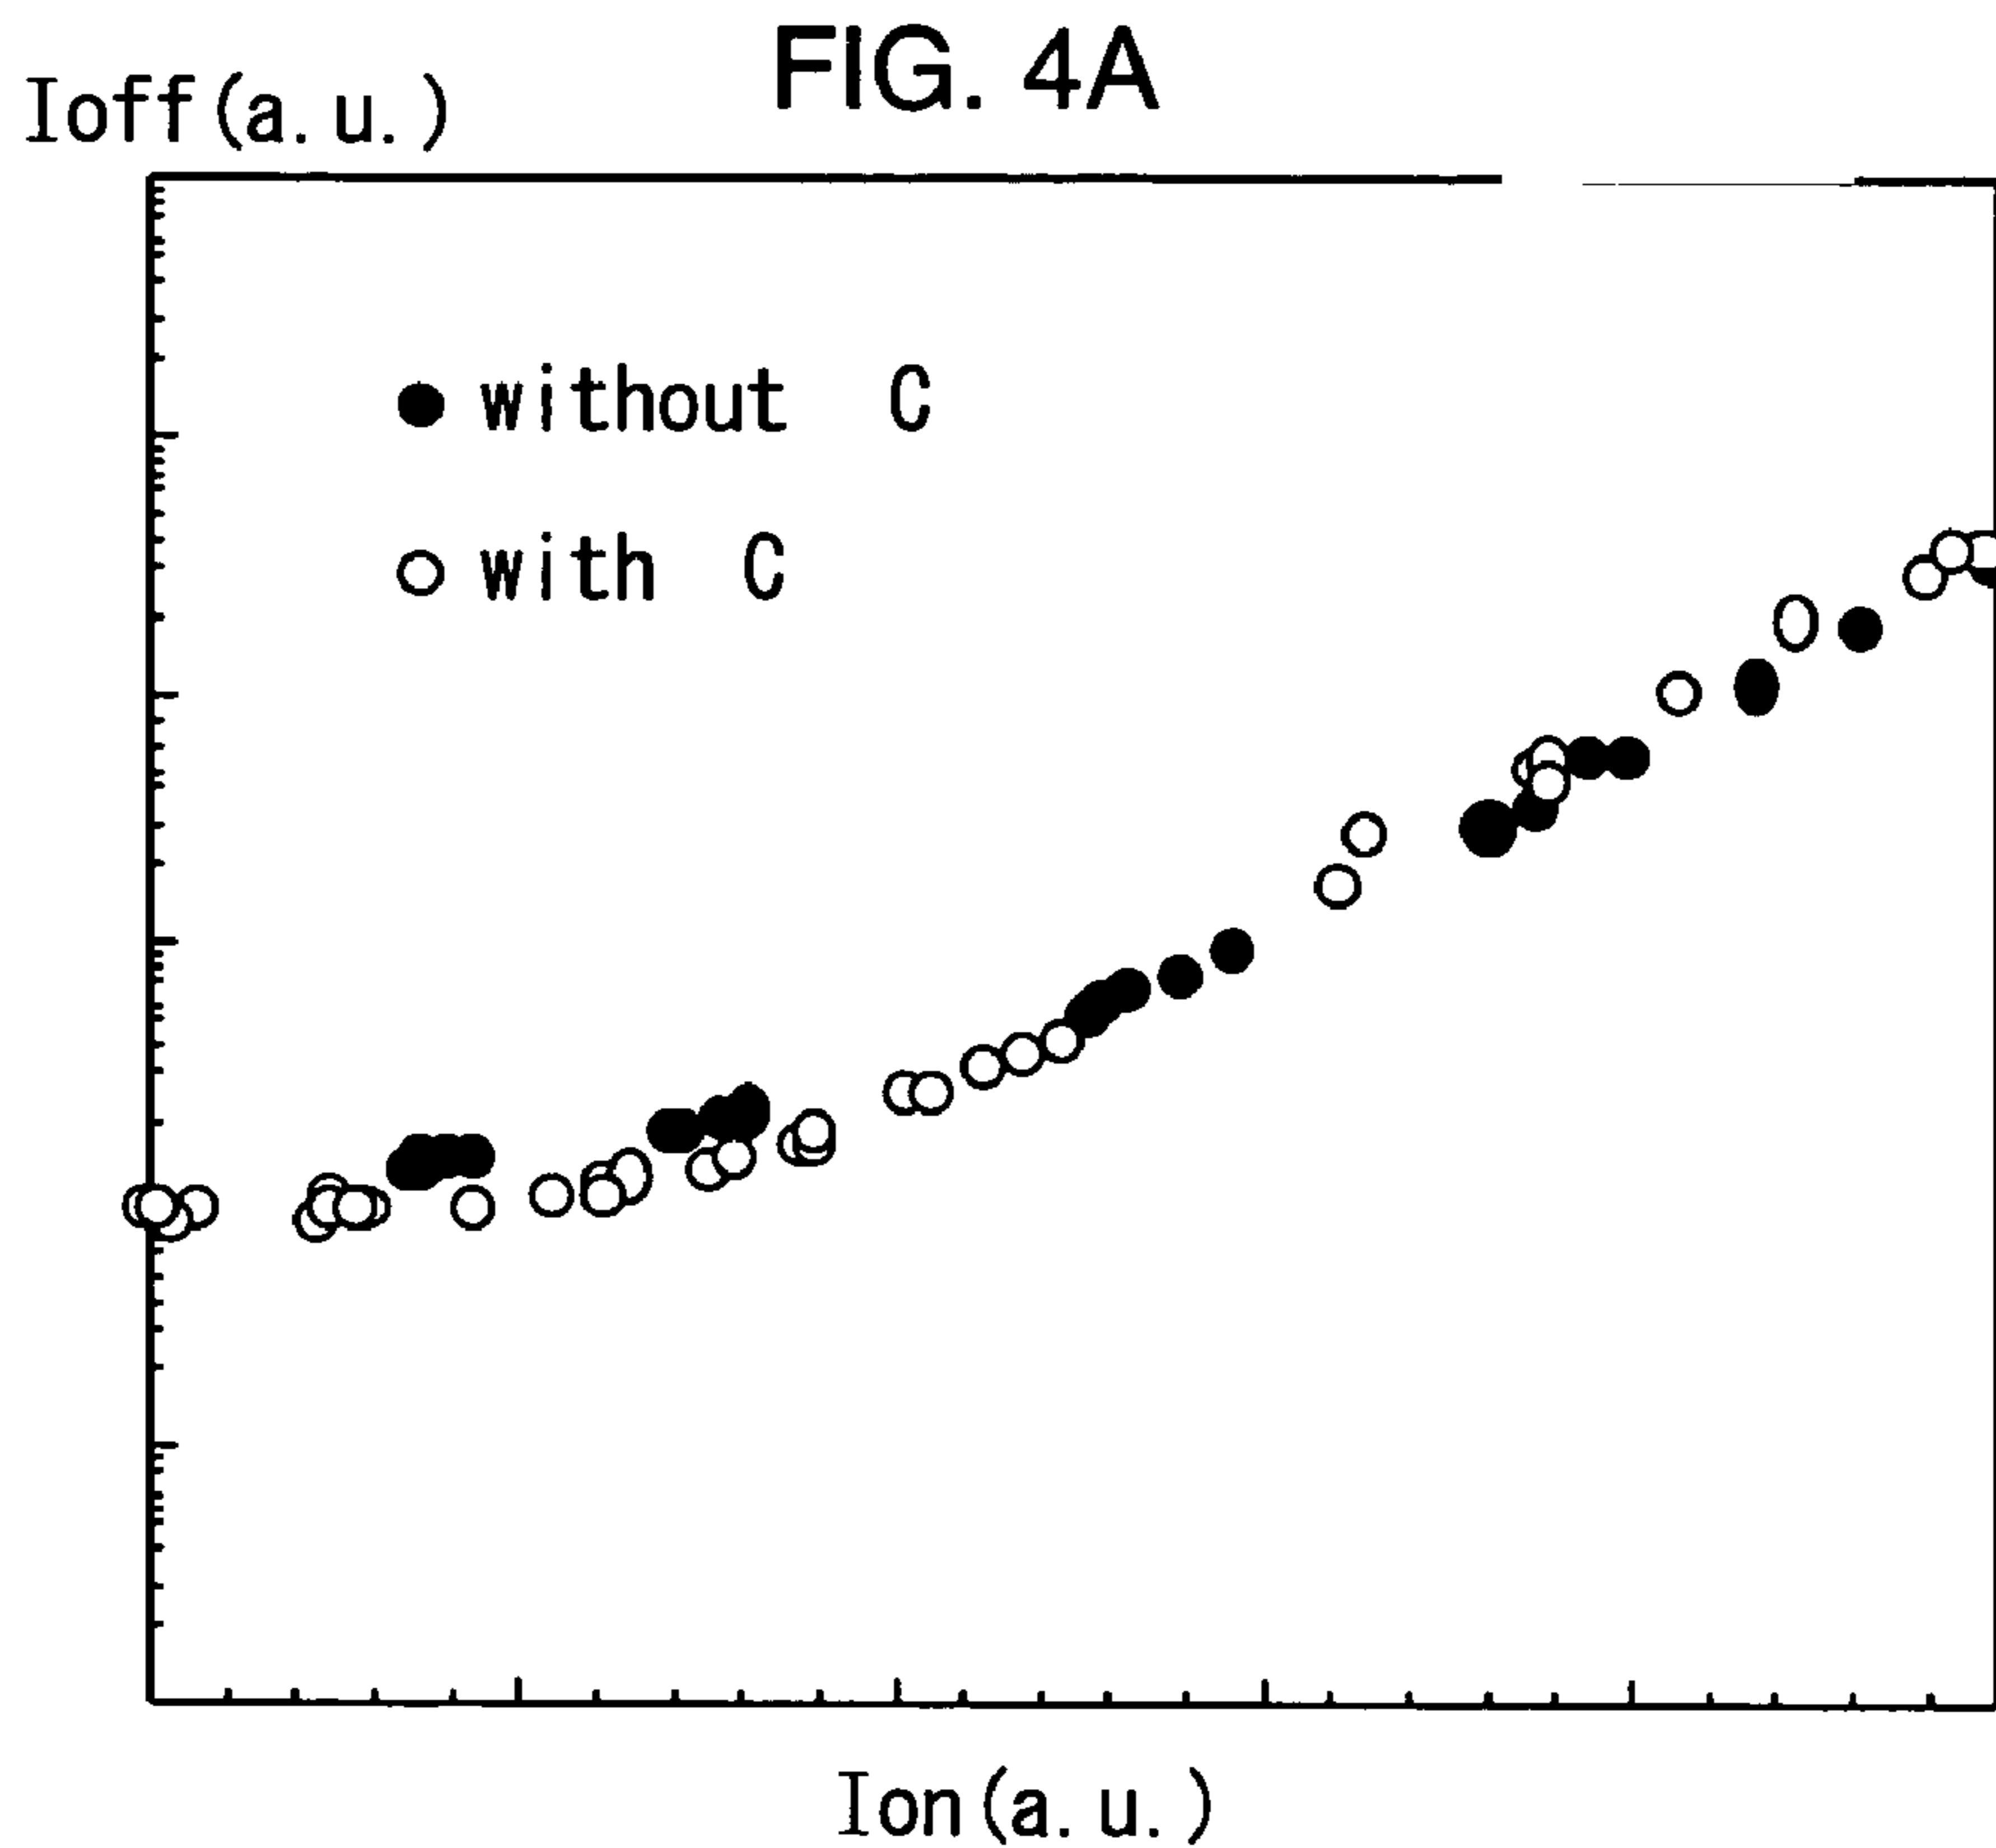 FIG. 4A
Ioff(a.u.)
without C
with C
Ion(a.u.)